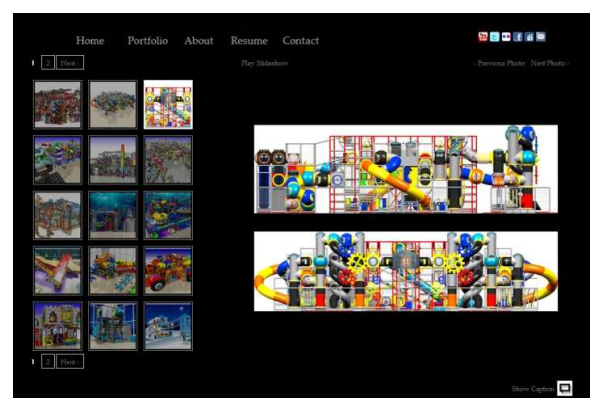 Home Portfolio About Resume Contact
1 2 Next › Play Slideshow ‹ Previous Photo Next Photo ›
1 2 Next ›
Show Caption